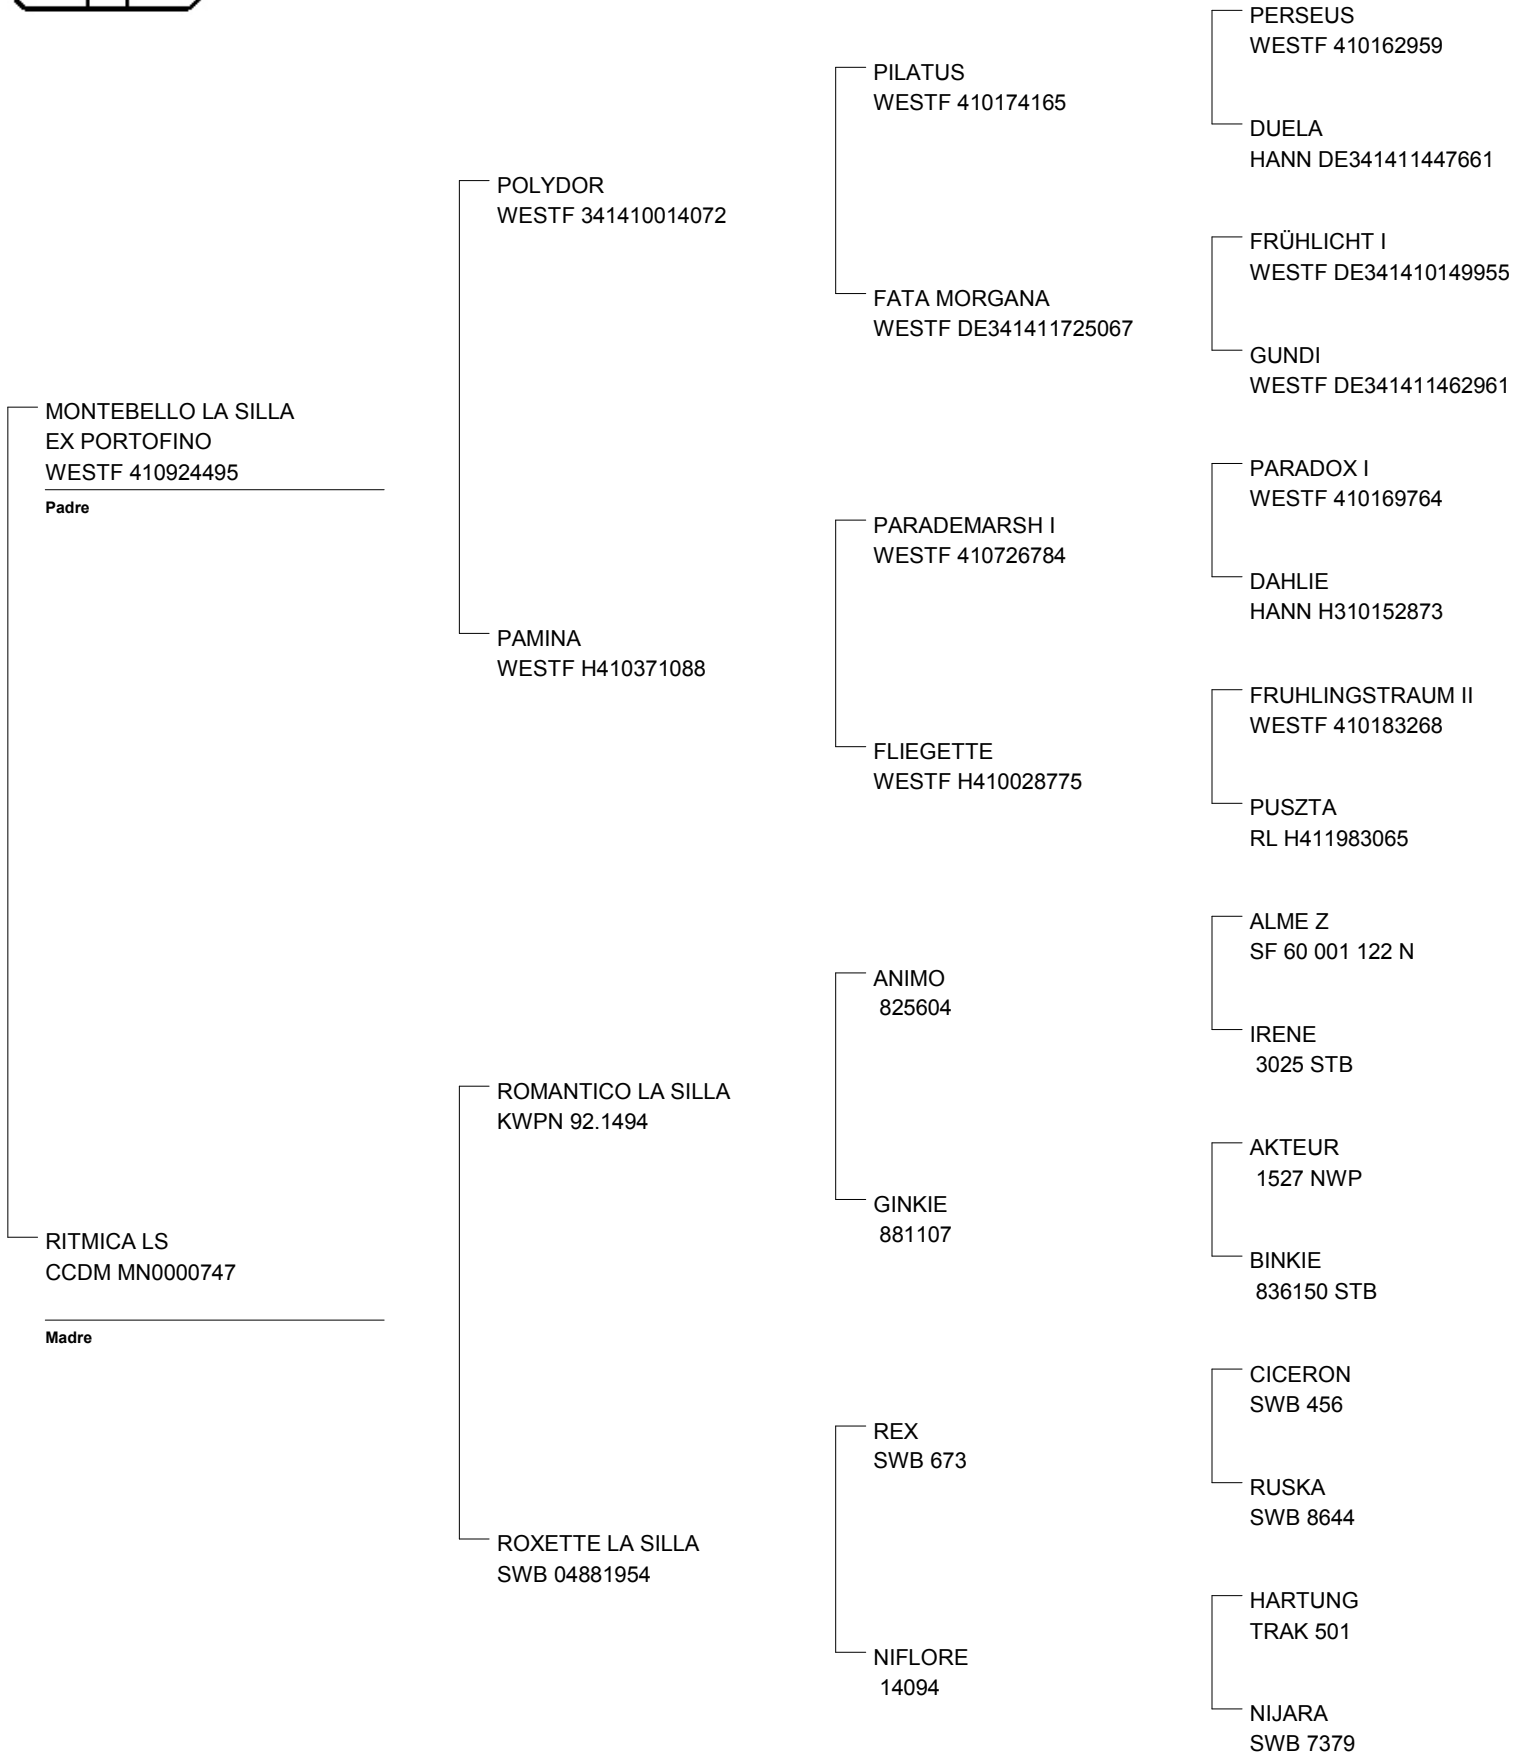 PERSEUS
WESTF 410162959
PILATUS
WESTF 410174165
DUELA
HANN DE341411447661
POLYDOR
WESTF 341410014072
FRÜHLICHT I
WESTF DE341410149955
FATA MORGANA
WESTF DE341411725067
GUNDI
WESTF DE341411462961
MONTEBELLO LA SILLA
EX PORTOFINO
WESTF 410924495
Padre
PARADOX I
WESTF 410169764
PARADEMARSH I
WESTF 410726784
DAHLIE
HANN H310152873
PAMINA
WESTF H410371088
FRUHLINGSTRAUM II
WESTF 410183268
FLIEGETTE
WESTF H410028775
PUSZTA
RL H411983065
ALME Z
SF 60 001 122 N
ANIMO
825604
IRENE
3025 STB
ROMANTICO LA SILLA
KWPN 92.1494
AKTEUR
1527 NWP
GINKIE
881107
BINKIE
836150 STB
RITMICA LS
CCDM MN0000747
Madre
CICERON
SWB 456
REX
SWB 673
RUSKA
SWB 8644
ROXETTE LA SILLA
SWB 04881954
HARTUNG
TRAK 501
NIFLORE
14094
NIJARA
SWB 7379